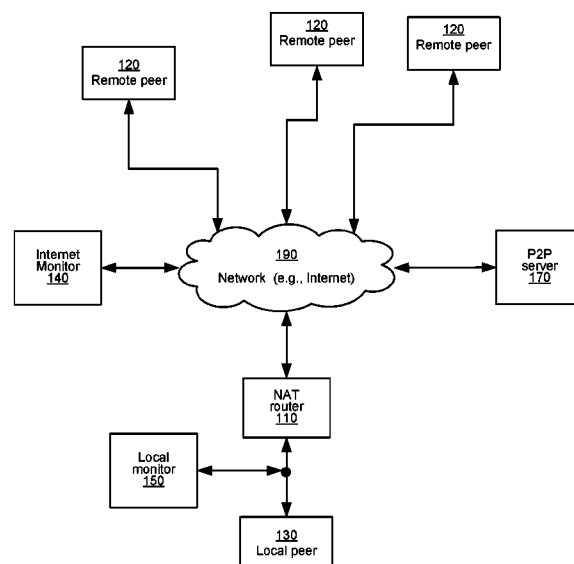 120
Remote peer
120
Remote peer
120
Remote peer
Internet
Monitor
140
190
Network (e.g., Internet)
P2P
server
170
NAT
router
110
Local
monitor
150
130
Local peer